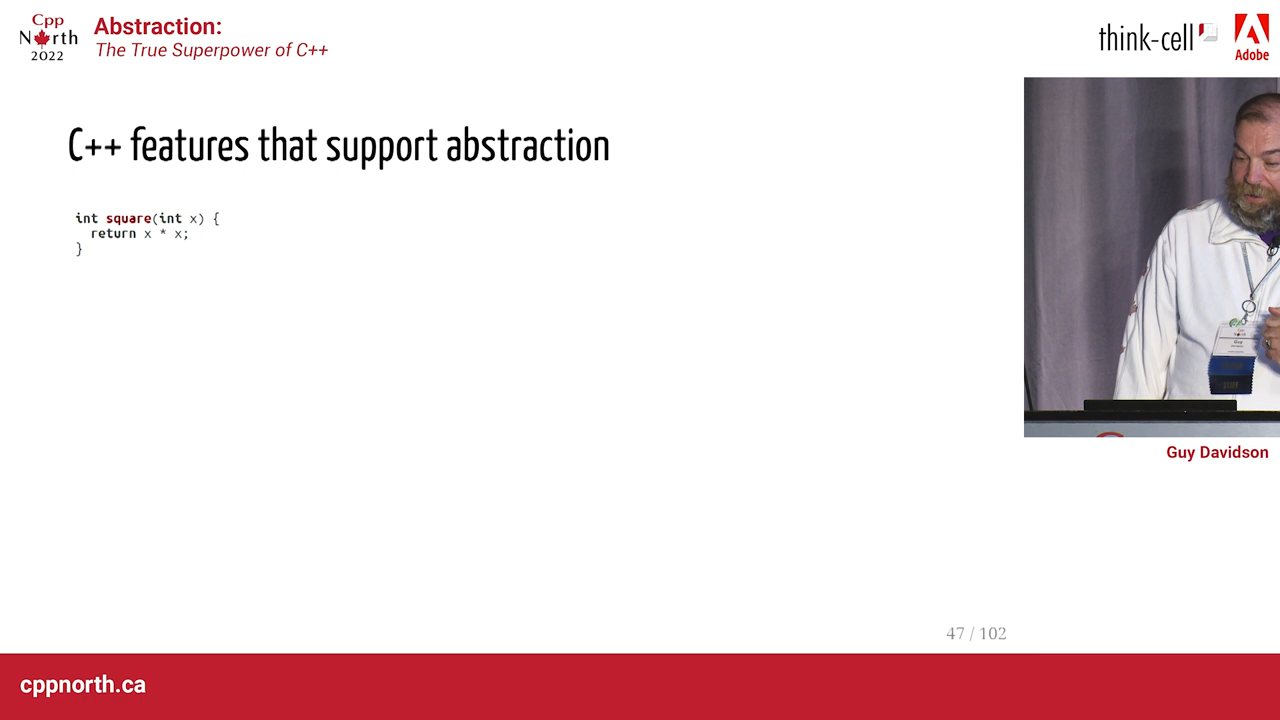 Cpp
North
2022
Abstraction:
The True Superpower of C++
think-cell
Adobe
C++ features that support abstraction
int square(int x) {
return x * x;
}
Guy
Guy Davidson
47 / 102
cppnorth.ca